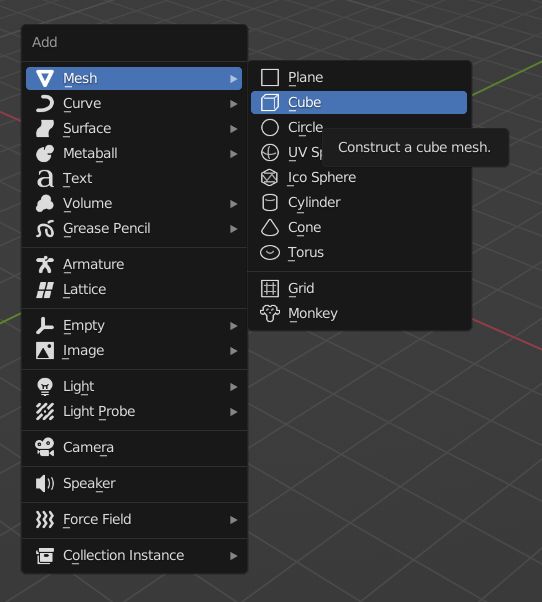 Add
Mesh
Curve
Surface
Metaball
Text
Volume
Grease Pencil
Armature
Lattice
Empty
Image
Light
Light Probe
Camera
Speaker
Force Field
Collection Instance
Plane
Cube
Circle
UV Sp
Construct a cube mesh.
Ico Sphere
Cylinder
Cone
Torus
Grid
Monkey